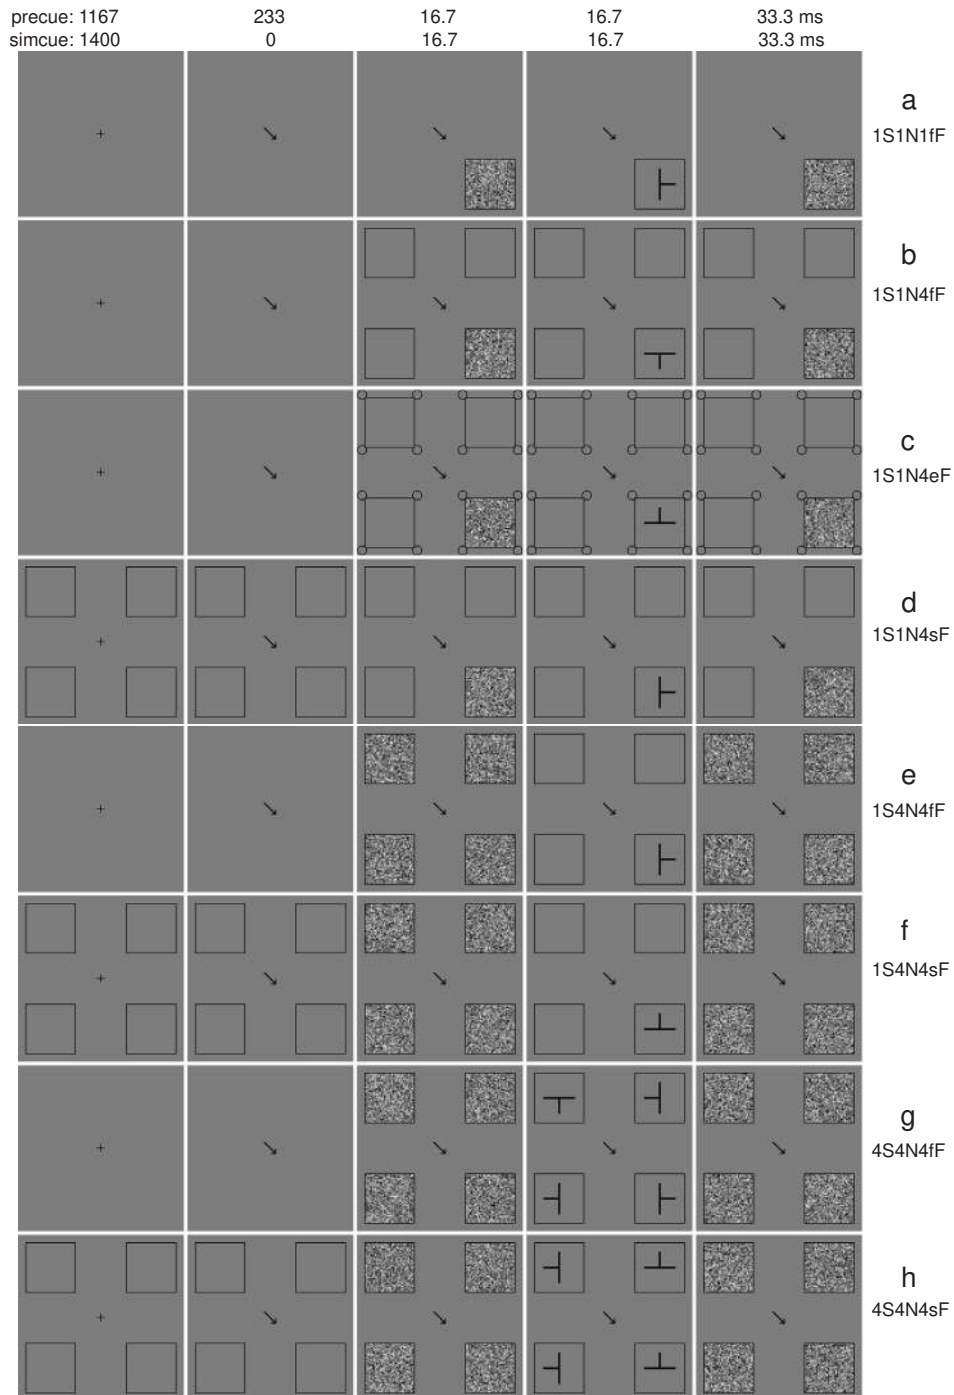 precue: 1167 233 16.7 16.7 33.3 ms
simcue: 1400 0 16.7 16.7 33.3 ms
a
1S1N1fF
b
1S1N4fF
c
1S1N4eF
d
1S1N4sF
e
1S4N4fF
f
1S4N4sF
g
4S4N4fF
h
4S4N4sF